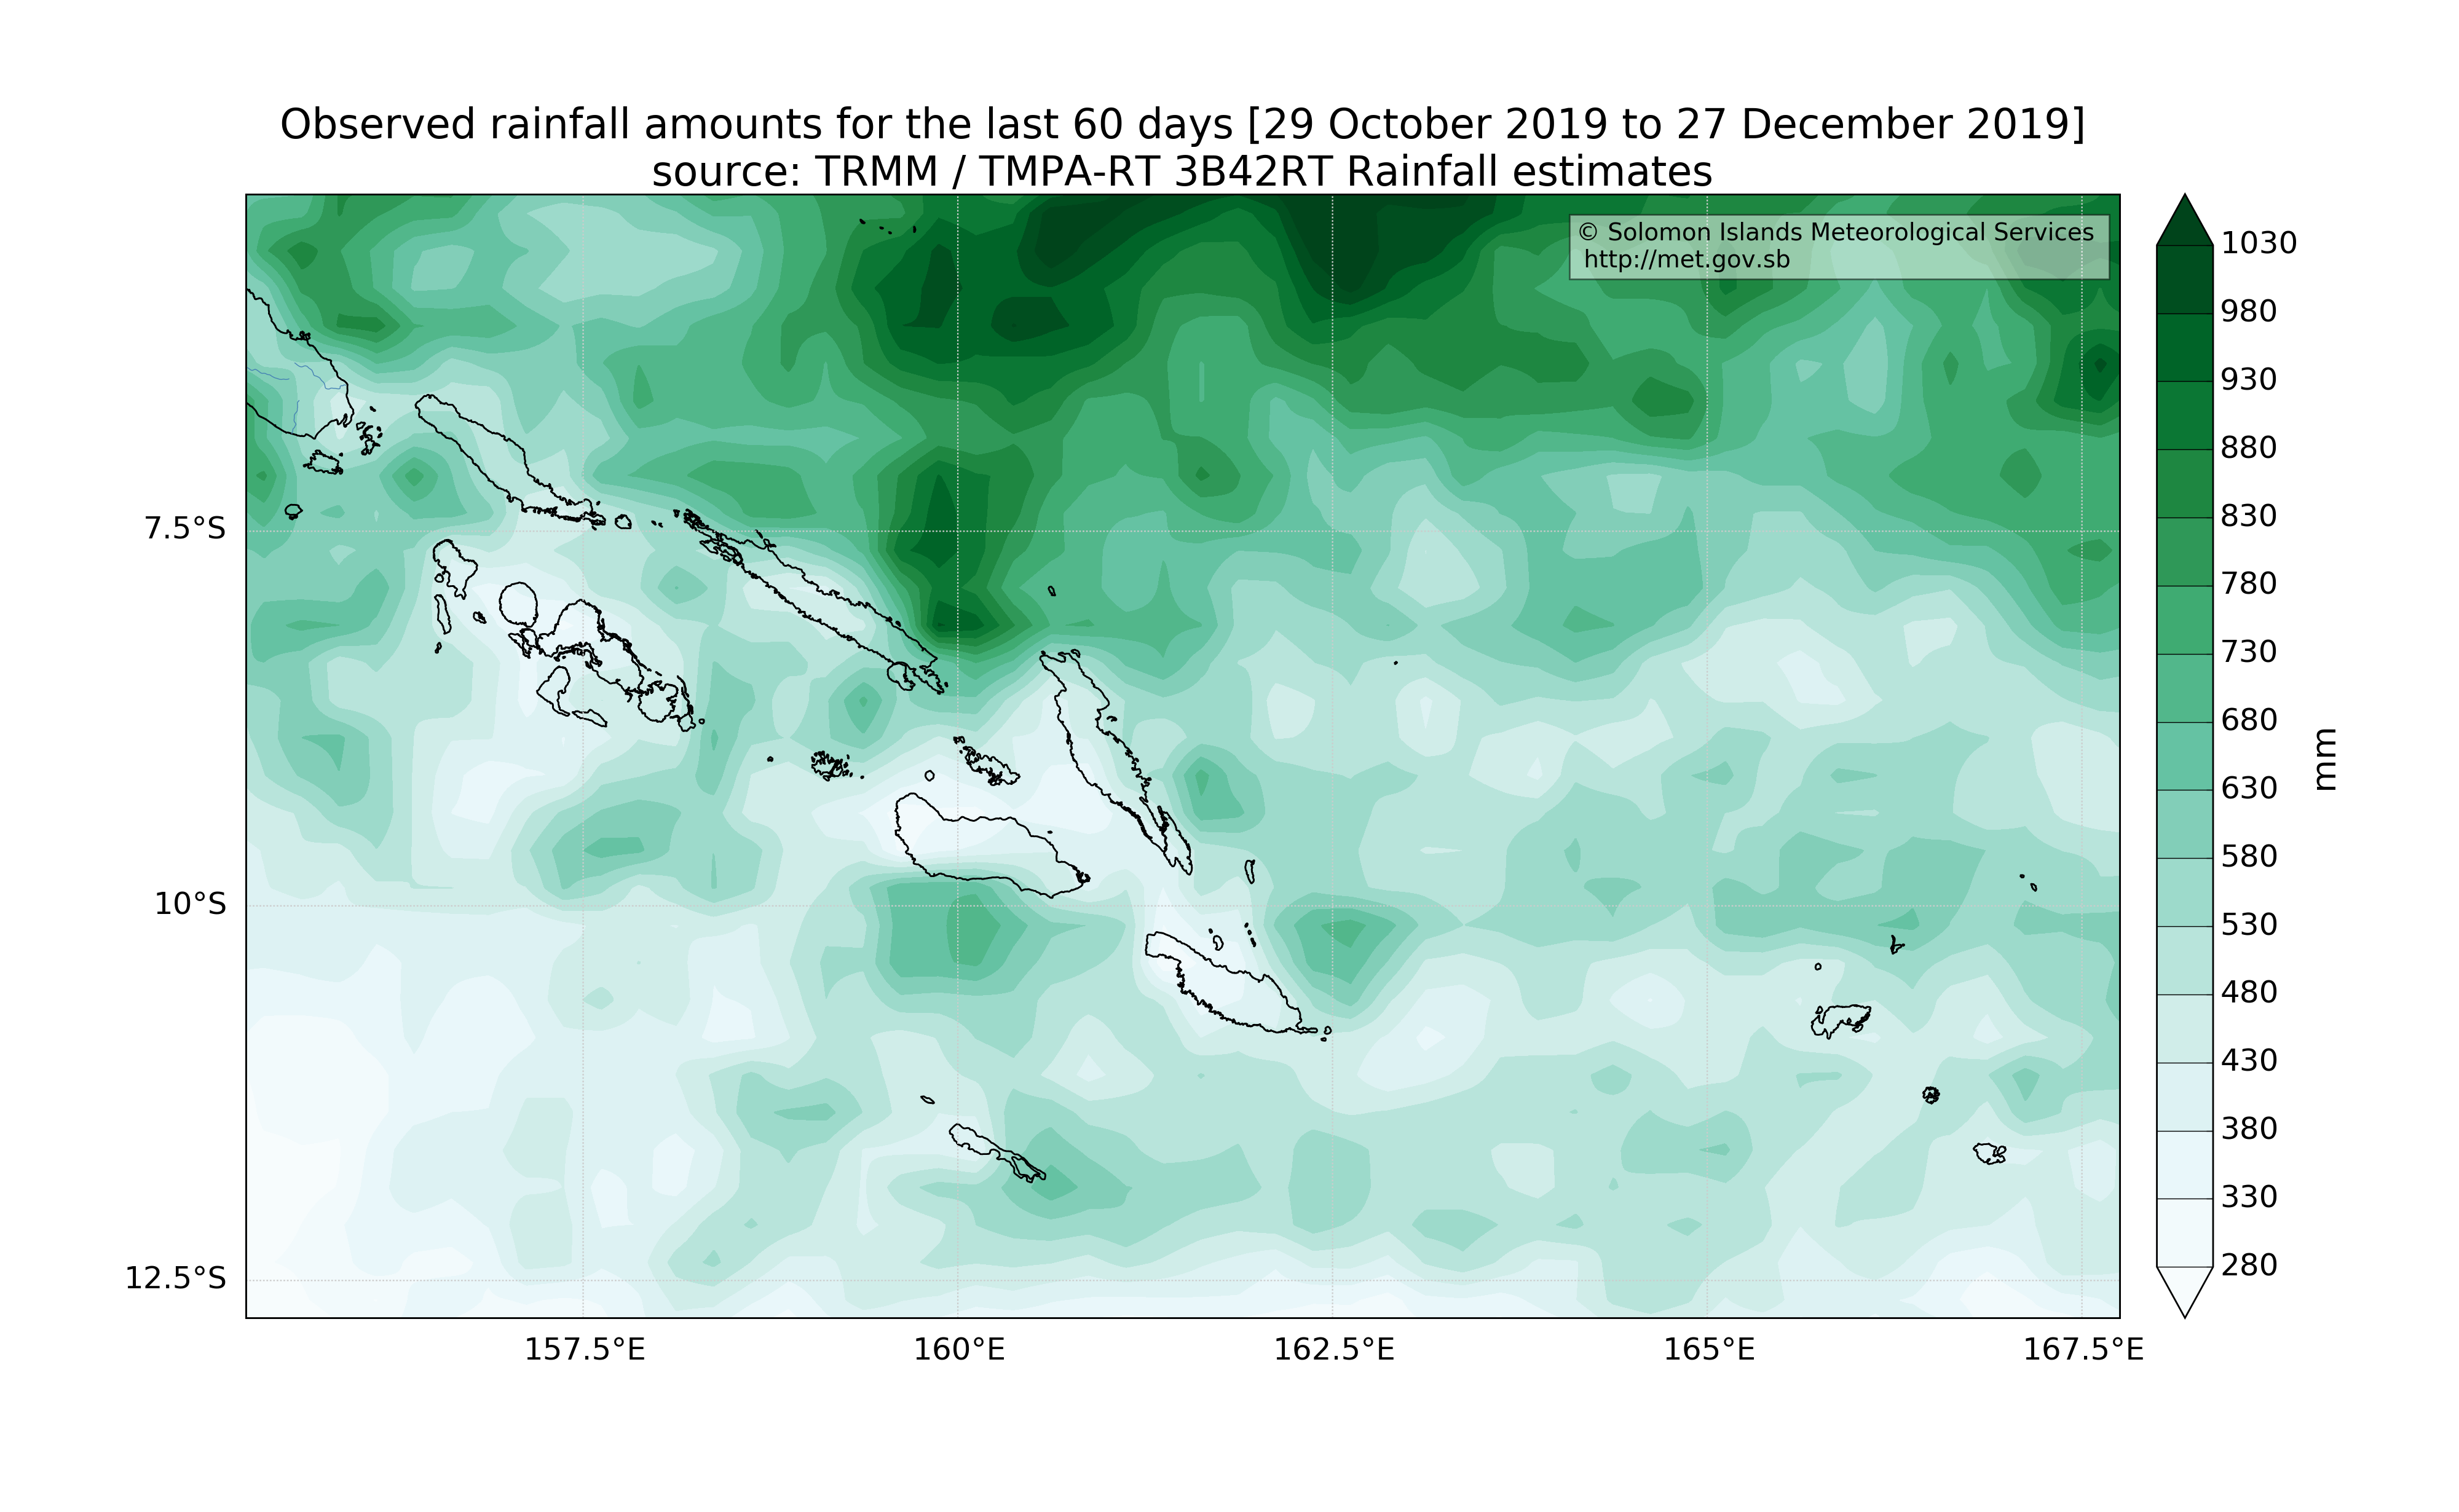 Observed rainfall amounts for the last 60 days [29 October 2019 to 27 December 2019]
source: TRMM / TMPA-RT 3B42RT Rainfall estimates
© Solomon Islands Meteorological Services
http://met.gov.sb
7.5°S
10°S
12.5°S
157.5°E
160°E
162.5°E
165°E
167.5°E
1030
980
930
880
830
780
730
680
630
580
530
480
430
380
330
280
mm